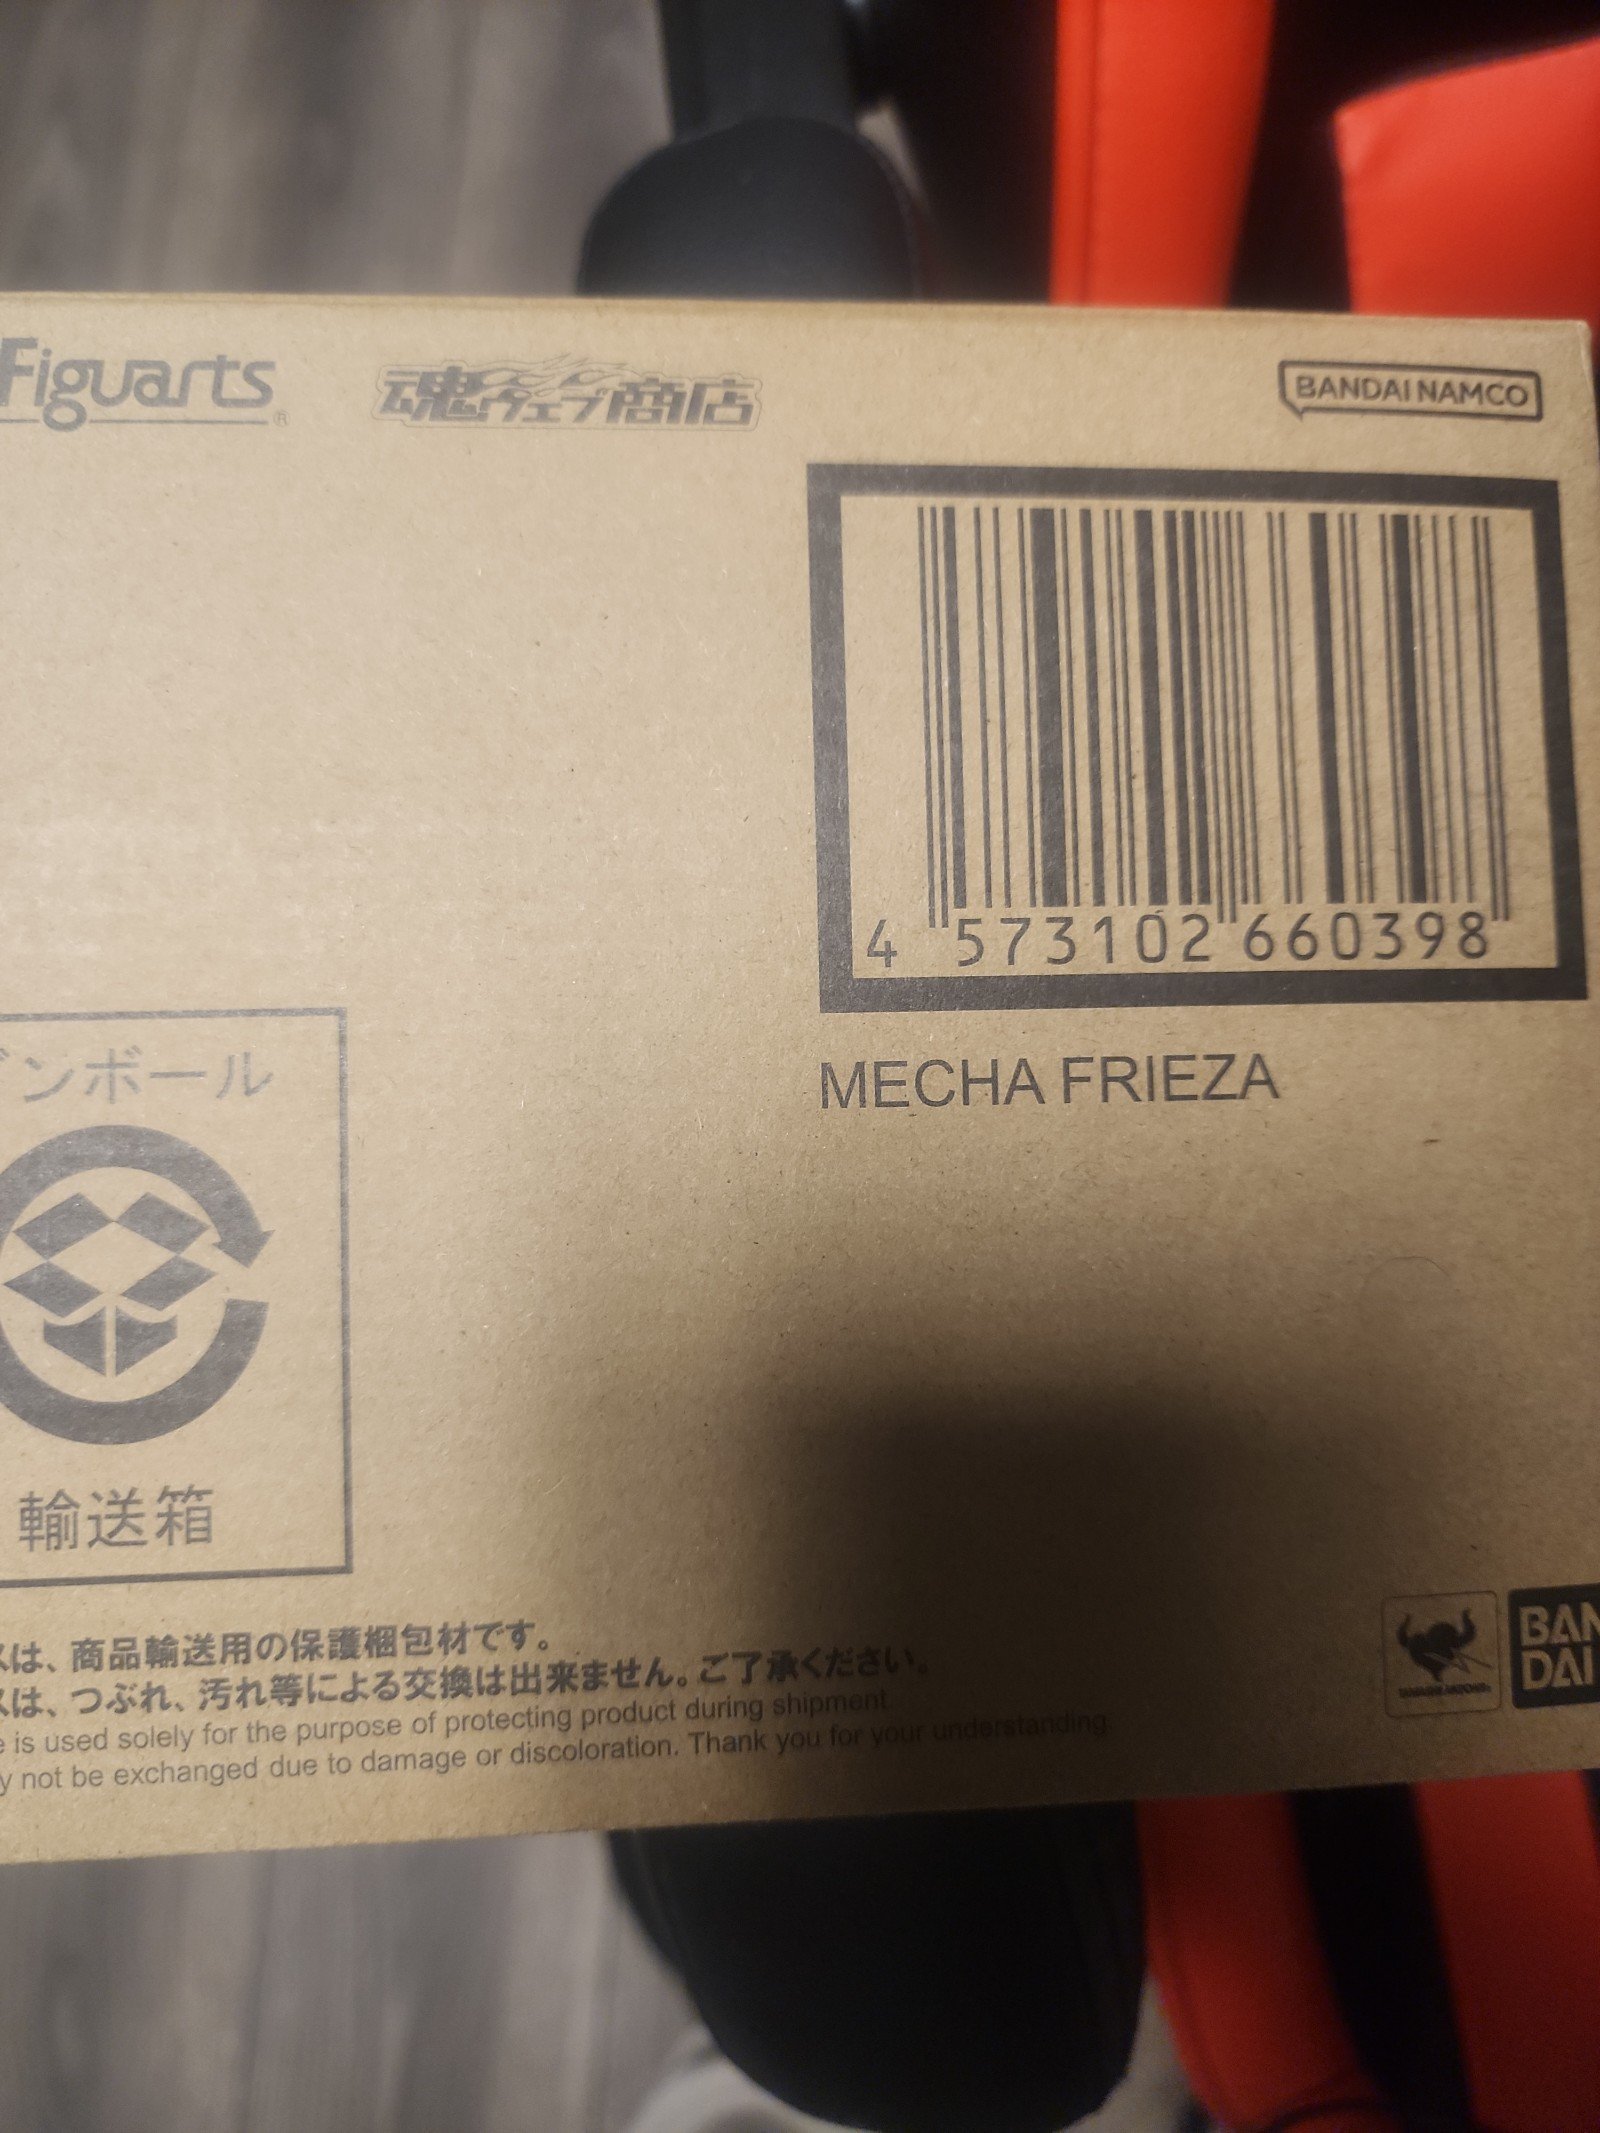 Figuarts®
魂ウェブ商店
BANDAI NAMCO
4 573102 660398
MECHA FRIEZA
ンボール
輸送箱
スは、商品輸送用の保護梱包材です。
スは、つぶれ、汚れ等による交換は出来ません。ご了承ください。
e is used solely for the purpose of protecting product during shipment.
y not be exchanged due to damage or discoloration. Thank you for your understanding.
BAN
DAI